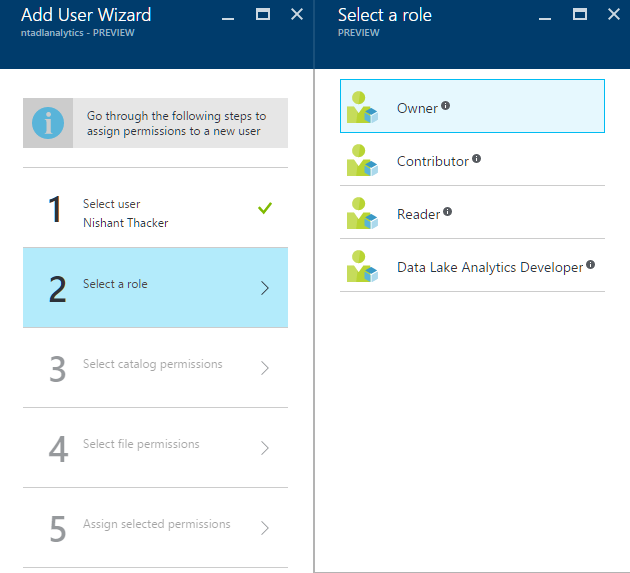 Add User Wizard
ntadlanalytics - PREVIEW
Go through the following steps to
assign permissions to a new user
1
Select user
Nishant Thacker
2
Select a role
3
Select catalog permissions
4
Select file permissions
5
Assign selected permissions
Select a role
PREVIEW
Owner
Contributor
Reader
Data Lake Analytics Developer